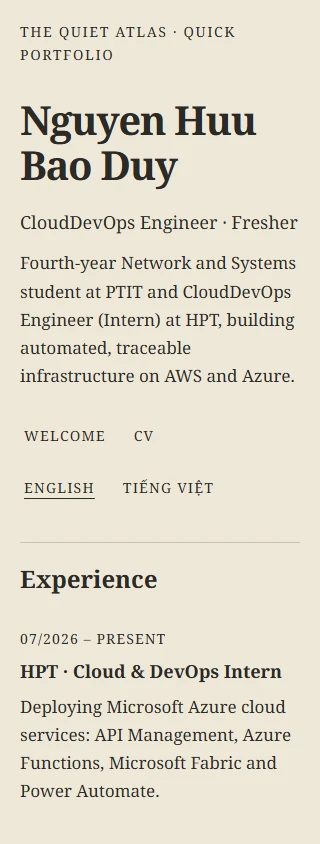 THE QUIET ATLAS · QUICK
PORTFOLIO
Nguyen Huu
Bao Duy
CloudDevOps Engineer · Fresher
Fourth-year Network and Systems
student at PTIT and CloudDevOps
Engineer (Intern) at HPT, building
automated, traceable
infrastructure on AWS and Azure.
WELCOME CV
ENGLISH TIẾNG VIỆT
Experience
07/2026 – PRESENT
HPT · Cloud & DevOps Intern
Deploying Microsoft Azure cloud
services: API Management, Azure
Functions, Microsoft Fabric and
Power Automate.